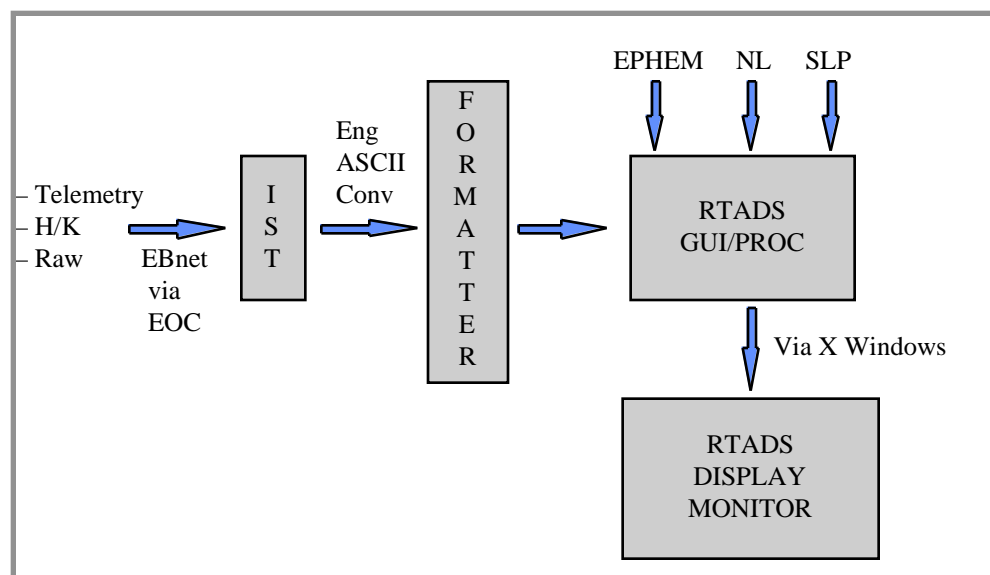 EPHEM NL SLP
– Telemetry
– H/K
– Raw
EBnet
via
EOC
I
S
T
Eng
ASCII
Conv
F
O
R
M
A
T
T
E
R
RTADS
GUI/PROC
Via X Windows
RTADS
DISPLAY
MONITOR